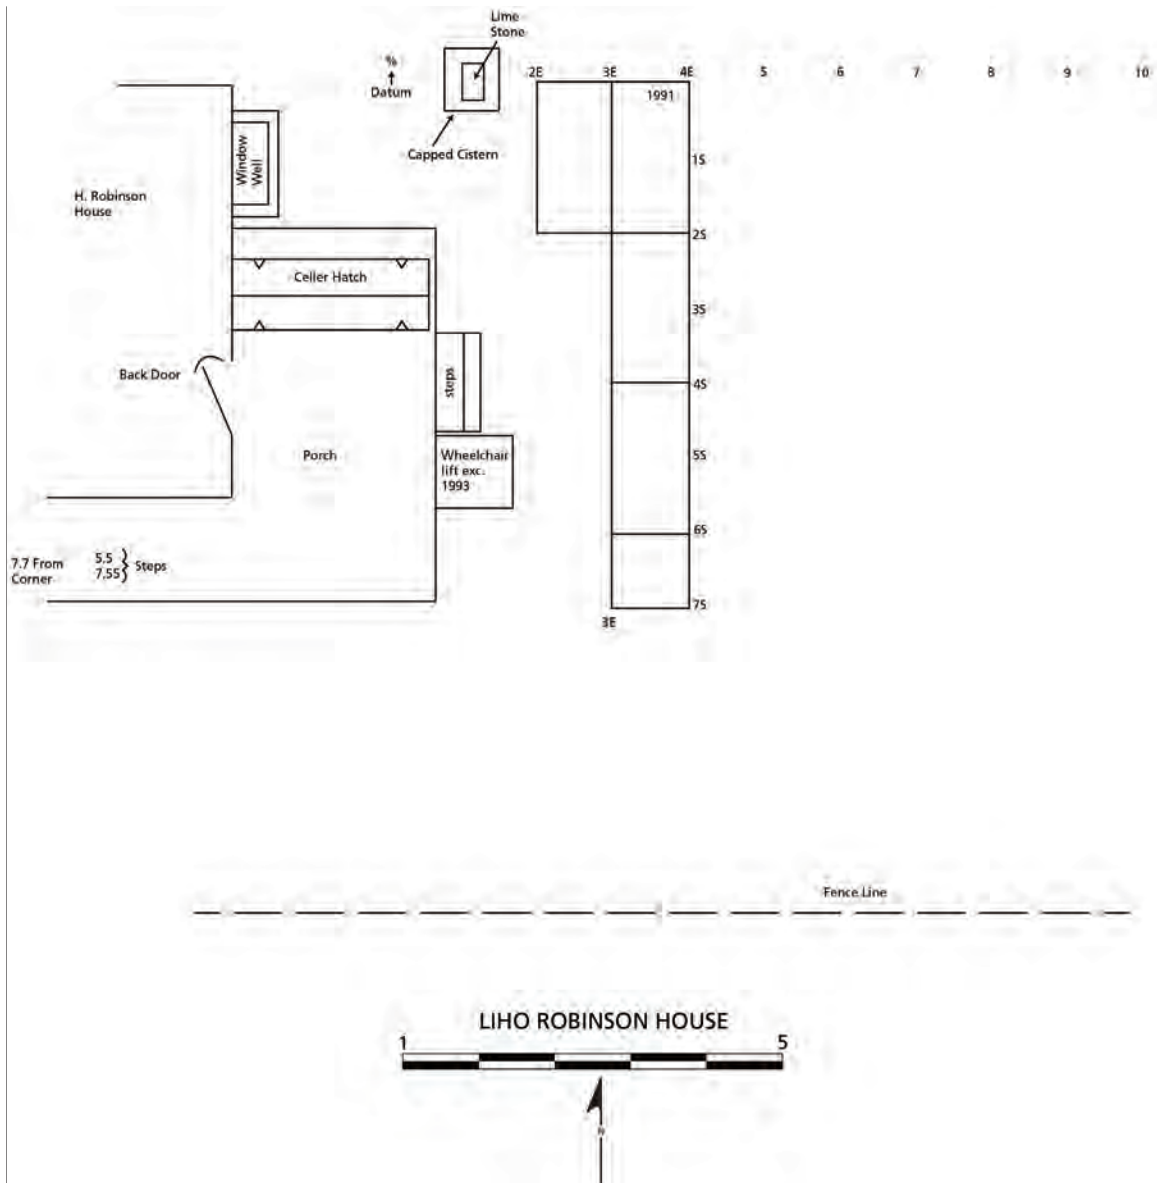 Lime
Stone
%
Datum
2E 3E 4E 5 6 7 8 9 10
1991
Capped Cistern
Window
Well
1S
H. Robinson
House
2S
Celler Hatch
3S
Back Door
steps
4S
Porch
Wheelchair
lift exc.
1993
5S
6S
7.7 From
Corner
5.5
7.55
Steps
7S
3E
Fence Line
LIHO ROBINSON HOUSE
1 5
N